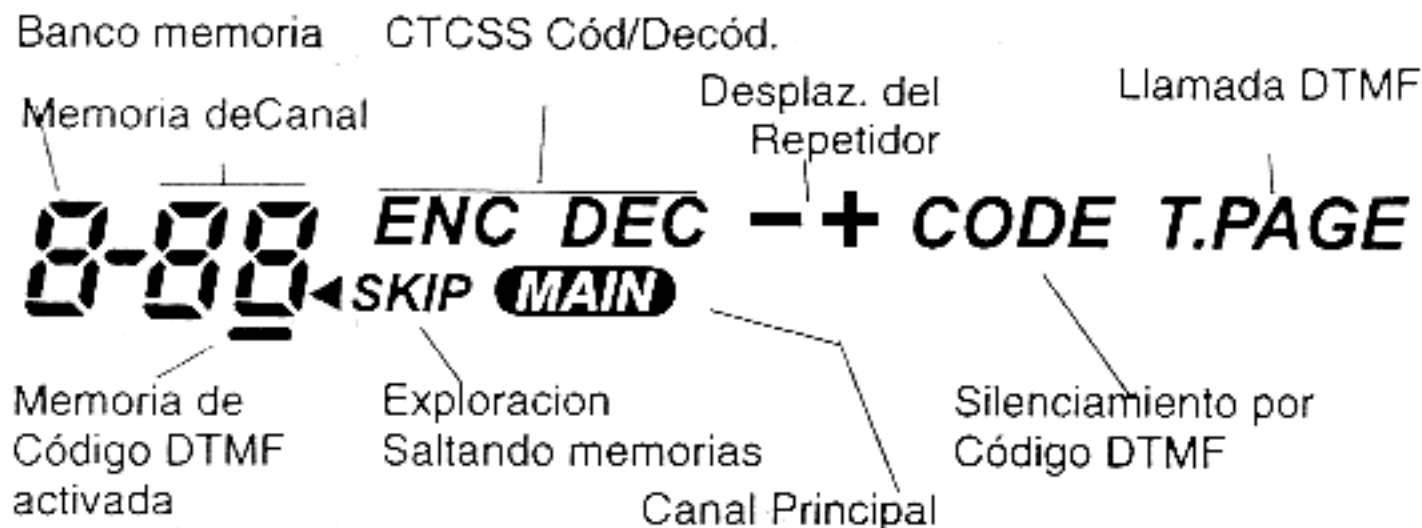 Banco memoria CTCSS Cód/Decód.
Desplaz. del
Repetidor
Llamada DTMF
Memoria deCanal
8-88 ENC DEC -+ CODE T.PAGE
◄SKIP MAIN
Memoria de
Código DTMF
activada
Exploracion
Saltando memorias
Canal Principal
Silenciamiento por
Código DTMF